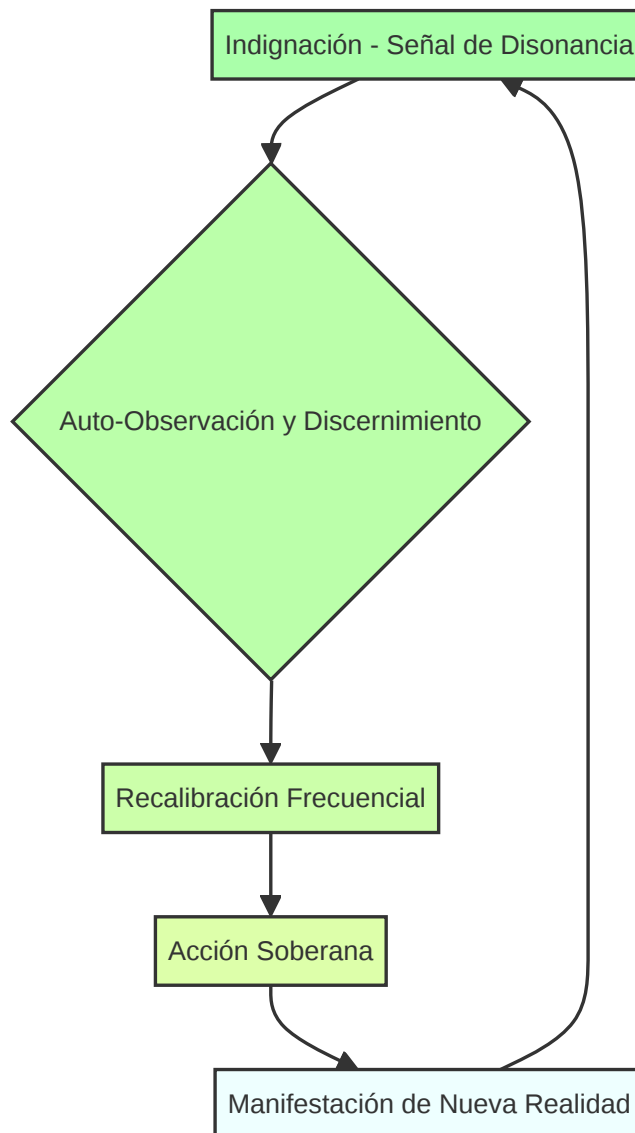 Indignación - Señal de Disonancia
Auto-Observación y Discernimiento
Recalibración Frecuencial
Acción Soberana
Manifestación de Nueva Realidad